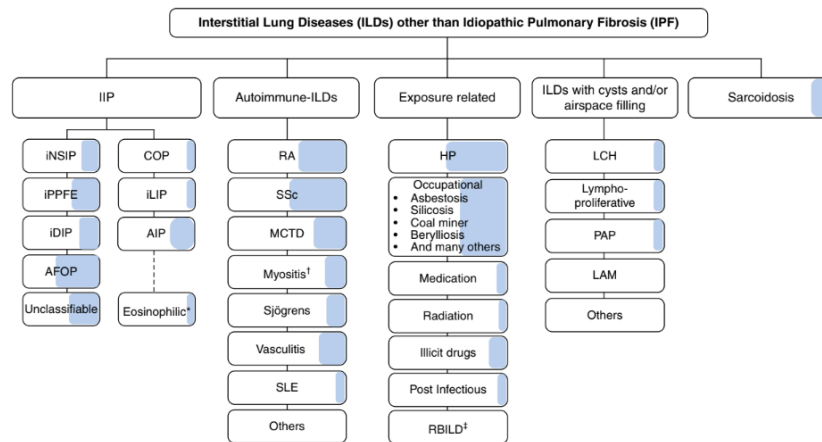 Interstitial Lung Diseases (ILDs) other than Idiopathic Pulmonary Fibrosis (IPF)
IIP
Autoimmune-ILDs
Exposure related
ILDs with cysts and/or
airspace filling
Sarcoidosis
iNSIP
iPPFE
iDIP
AFOP
Unclassifiable
COP
iLIP
AIP
Eosinophilic*
RA
SSc
MCTD
Myositis†
Sjögrens
Vasculitis
SLE
Others
HP
Occupational
• Asbestosis
• Silicosis
• Coal miner
• Berylliosis
• And many others
Medication
Radiation
Illicit drugs
Post Infectious
RBILD‡
LCH
Lympho-
proliferative
PAP
LAM
Others